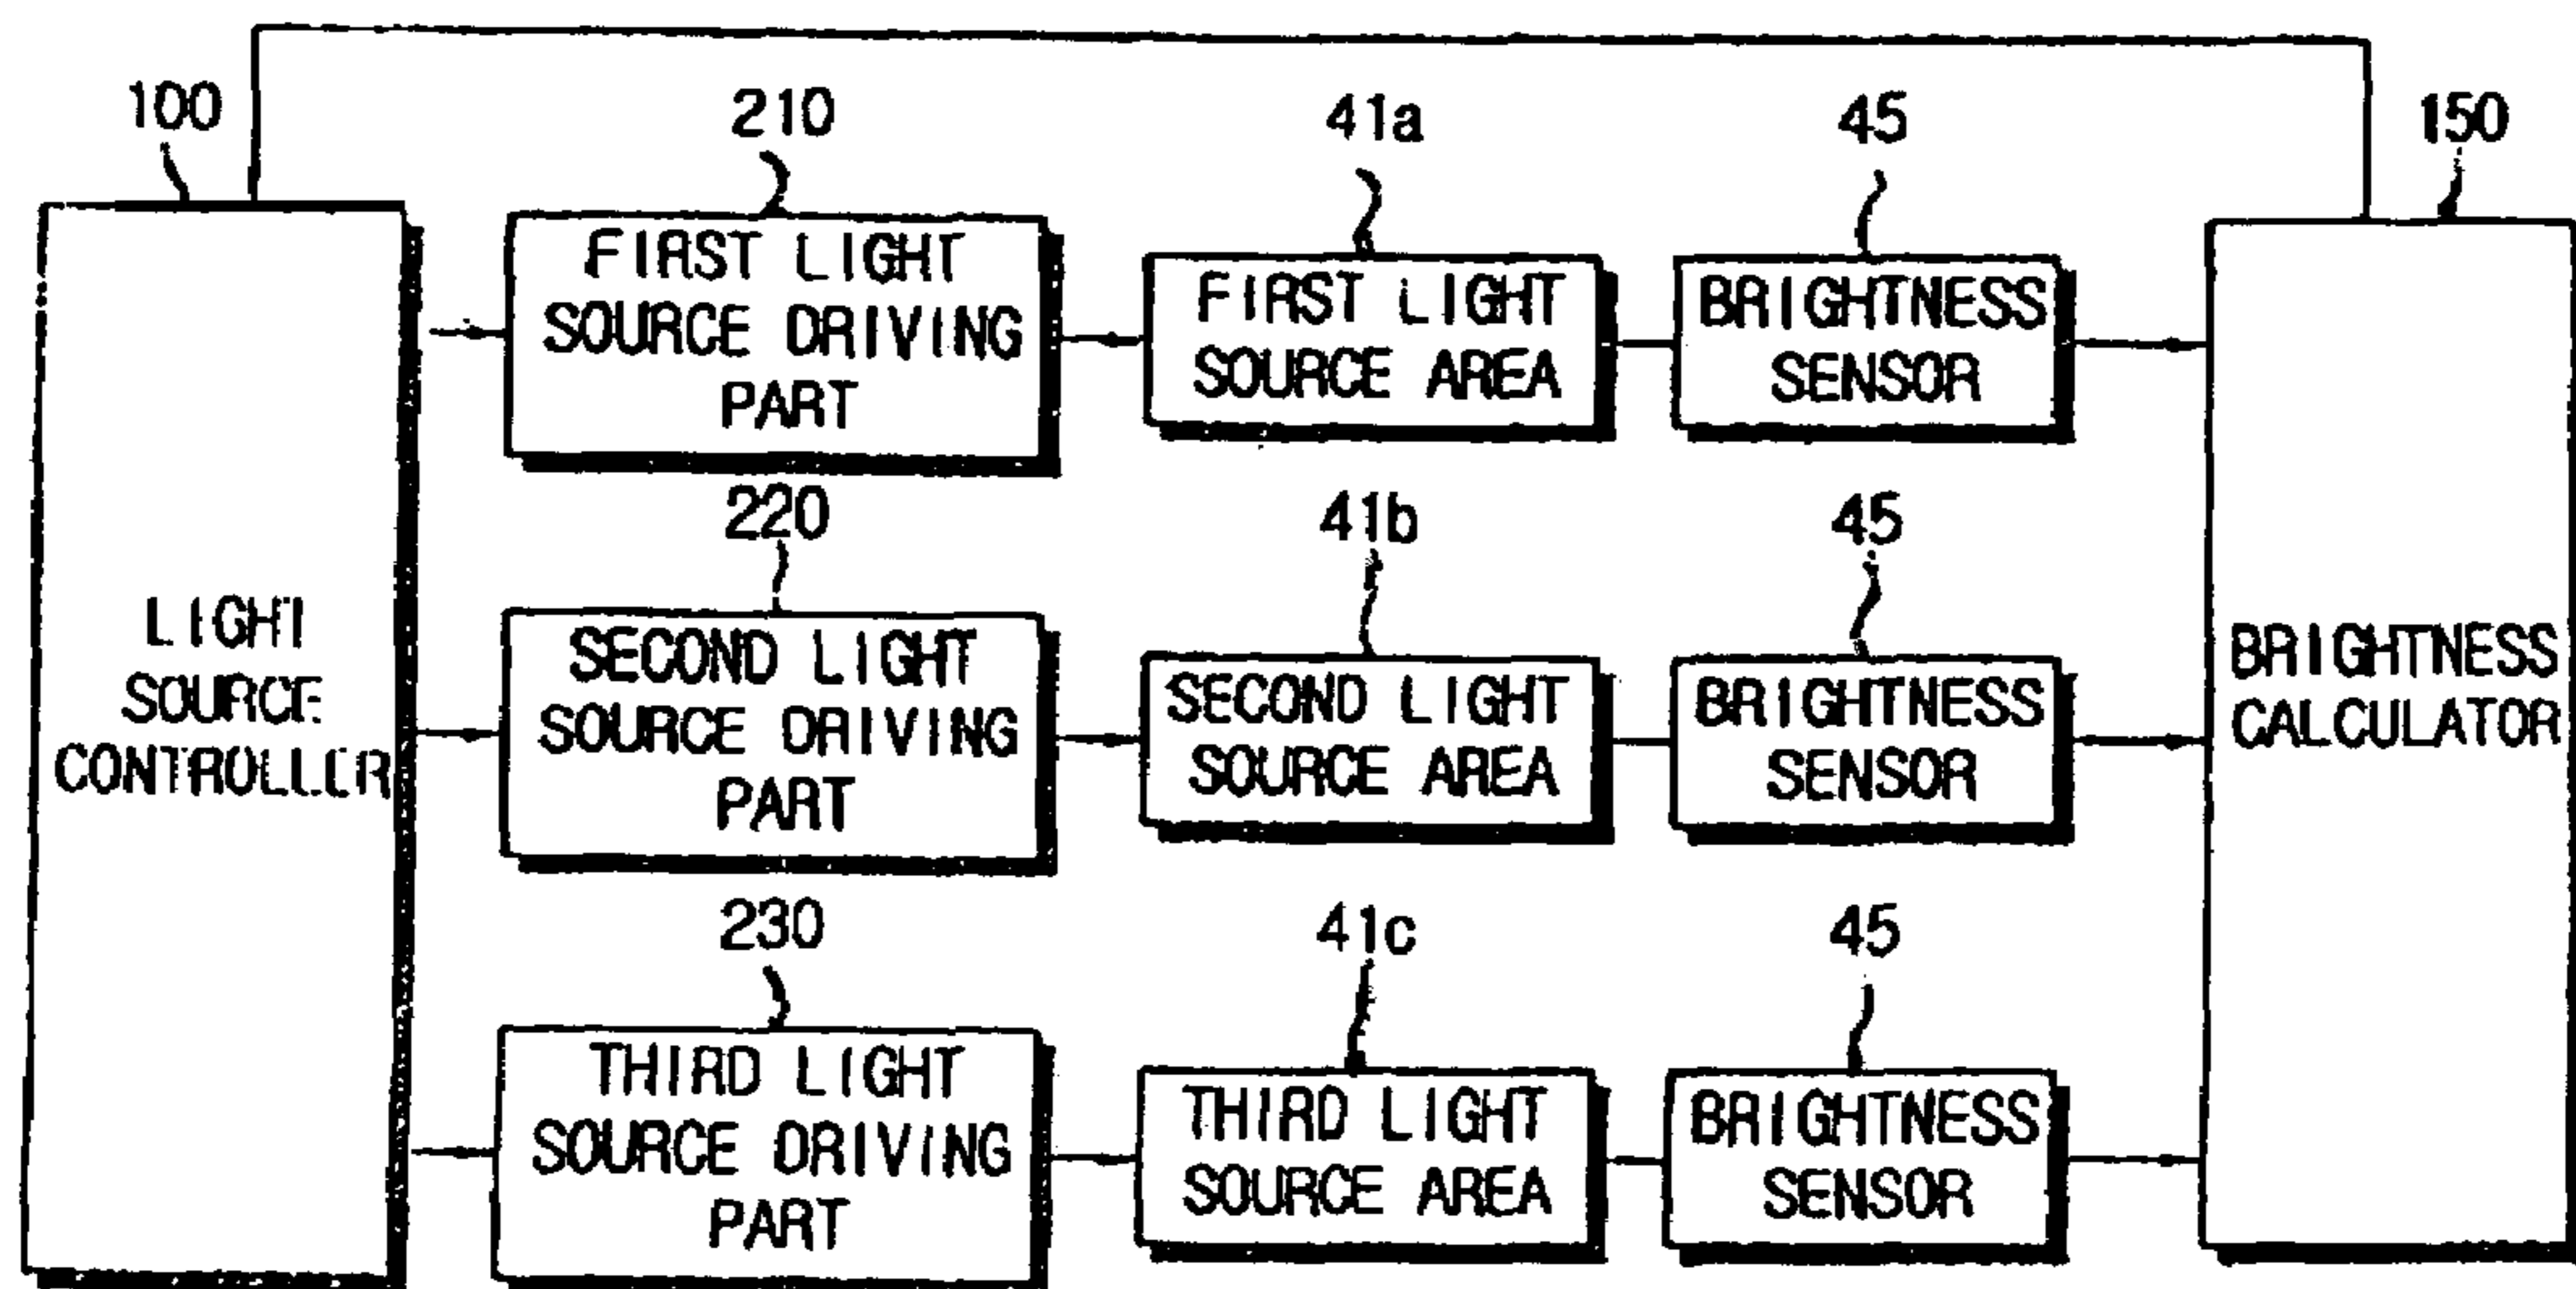 100
210
41a
45
150
FIRST LIGHT
SOURCE DRIVING
PART
FIRST LIGHT
SOURCE AREA
BRIGHTNESS
SENSOR
220
41b
45
LIGHT
SOURCE
CONTROLLER
SECOND LIGHT
SOURCE DRIVING
PART
SECOND LIGHT
SOURCE AREA
BRIGHTNESS
SENSOR
BRIGHTNESS
CALCULATOR
230
41c
45
THIRD LIGHT
SOURCE DRIVING
PART
THIRD LIGHT
SOURCE AREA
BRIGHTNESS
SENSOR